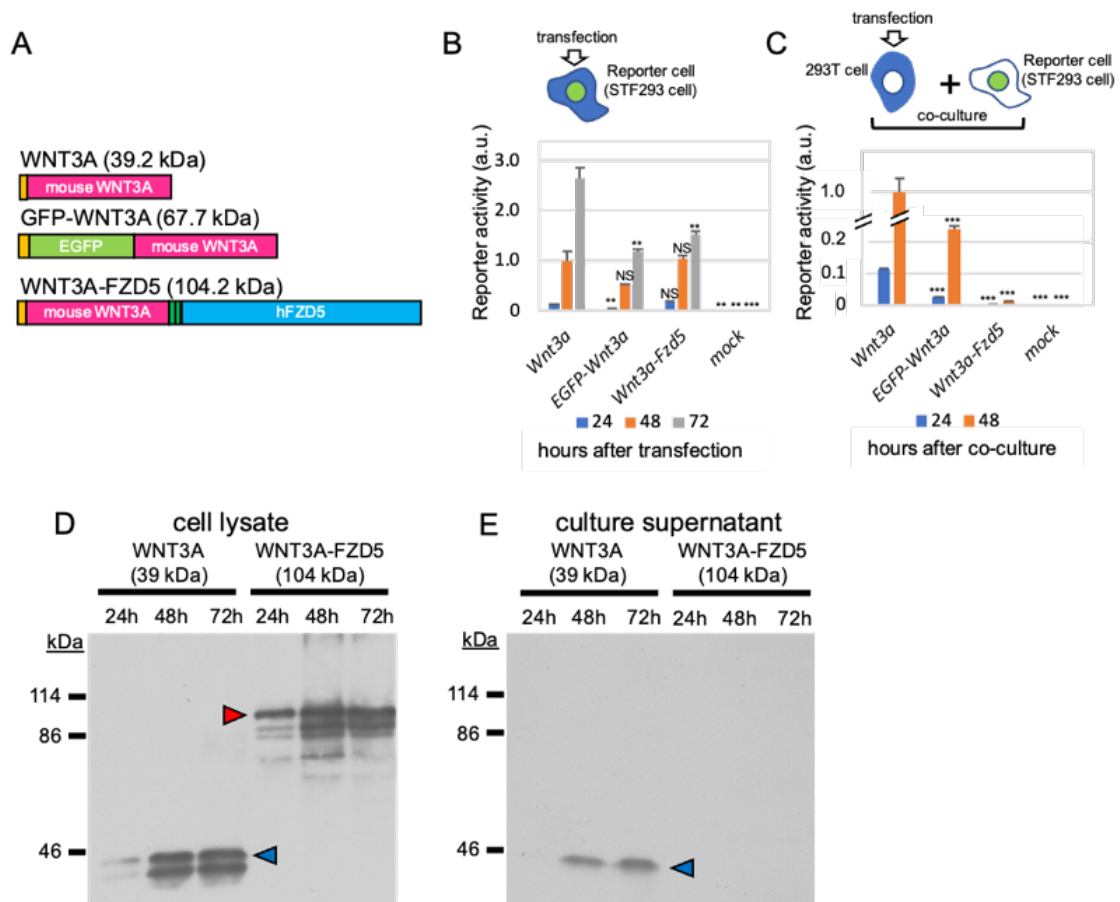 A
WNT3A (39.2 kDa)
mouse WNT3A
GFP-WNT3A (67.7 kDa)
EGFP mouse WNT3A
WNT3A-FZD5 (104.2 kDa)
mouse WNT3A hFZD5
B
transfection
Reporter cell
(STF293 cell)
Reporter activity (a.u.)
3.0
2.0
1.0
0
** NS **
NS NS **
** ** ***
Wnt3a
EGFP-Wnt3a
Wnt3a-Fzd5
mock
24 48 72
hours after transfection
C
transfection
293T cell
+
Reporter cell
(STF293 cell)
co-culture
Reporter activity (a.u.)
1.0
0.2
0.1
0
*** ***
*** ***
*** ***
Wnt3a
EGFP-Wnt3a
Wnt3a-Fzd5
mock
24 48
hours after co-culture
D cell lysate
WNT3A WNT3A-FZD5
(39 kDa) (104 kDa)
24h 48h 72h 24h 48h 72h
kDa
114
86
46
E culture supernatant
WNT3A WNT3A-FZD5
(39 kDa) (104 kDa)
24h 48h 72h 24h 48h 72h
kDa
114
86
46